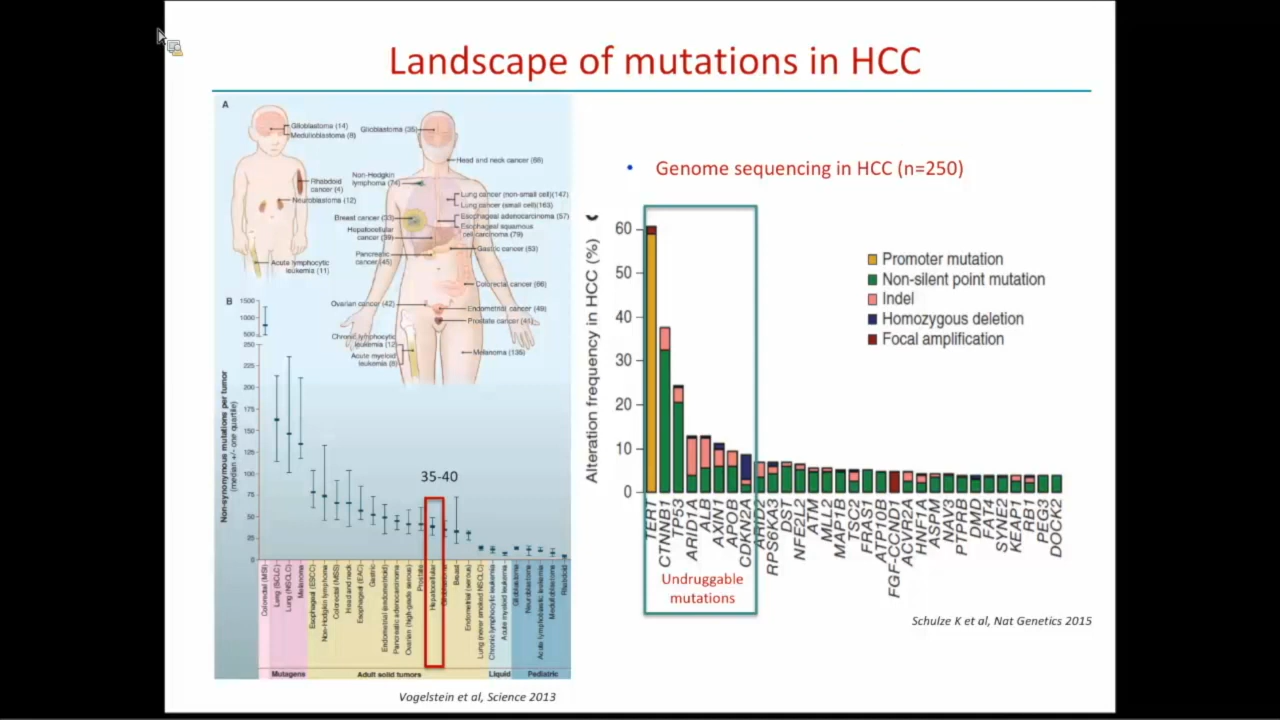 Landscape of mutations in HCC
A
Glioblastoma (14)
Medulloblastoma (8)
Rhabdoid
cancer (4)
Neuroblastoma (12)
Acute lymphocytic
leukemia (11)
Glioblastoma (35)
Head and neck cancer (66)
Non-Hodgkin
lymphoma (74)
Lung cancer (non-small cell)(147)
Lung cancer (small cell)(163)
Breast cancer (33)
Esophageal adenocarcinoma (57)
Esophageal squamous
cell carcinoma (79)
Hepatocellular
cancer (39)
Gastric cancer (53)
Pancreatic
cancer (45)
Colorectal cancer (66)
Ovarian cancer (42)
Endometrial cancer (49)
Prostate cancer (41)
Chronic lymphocytic
leukemia (12)
Acute myeloid
leukemia (8)
Melanoma (135)
B
Non-synonymous mutations per tumor
(median +/- one quartile)
1500
1000
500
250
225
200
175
150
125
100
75
50
25
0
35-40
Colorectal (MSI)
Lung (SCLC)
Lung (NSCLC)
Melanoma
Esophageal (ESCC)
Non-Hodgkin lymphoma
Colorectal (MSS)
Head and neck
Esophageal (EAC)
Gastric
Endometrial (endometrioid)
Pancreatic adenocarcinoma
Ovarian (high-grade serous)
Prostate
Hepatocellular
Glioblastoma
Breast
Endometrial (serous)
Lung (never smoked NSCLC)
Chronic lymphocytic leukemia
Acute myeloid leukemia
Glioblastoma
Neuroblastoma
Acute lymphoblastic leukemia
Medulloblastoma
Rhabdoid
Mutagens
Adult solid tumors
Liquid
Pediatric
Vogelstein et al, Science 2013
• Genome sequencing in HCC (n=250)
Alteration frequency in HCC (%)
60
50
40
30
20
10
0
Promoter mutation
Non-silent point mutation
Indel
Homozygous deletion
Focal amplification
TERT
CTNNB1
TP53
ARID1A
ALB
AXIN1
APOB
CDKN2A
ARID2
RPS6KA3
DST
NFE2L2
ATM
MLL2
MAP1B
TSC2
FRAS1
ATP10B
FGF-CCND1
ACVR2A
HNF1A
ASPM
NAV3
PTPRB
DMD
FAT4
SYNE2
KEAP1
RB1
PEG3
DOCK2
Undruggable
mutations
Schulze K et al, Nat Genetics 2015